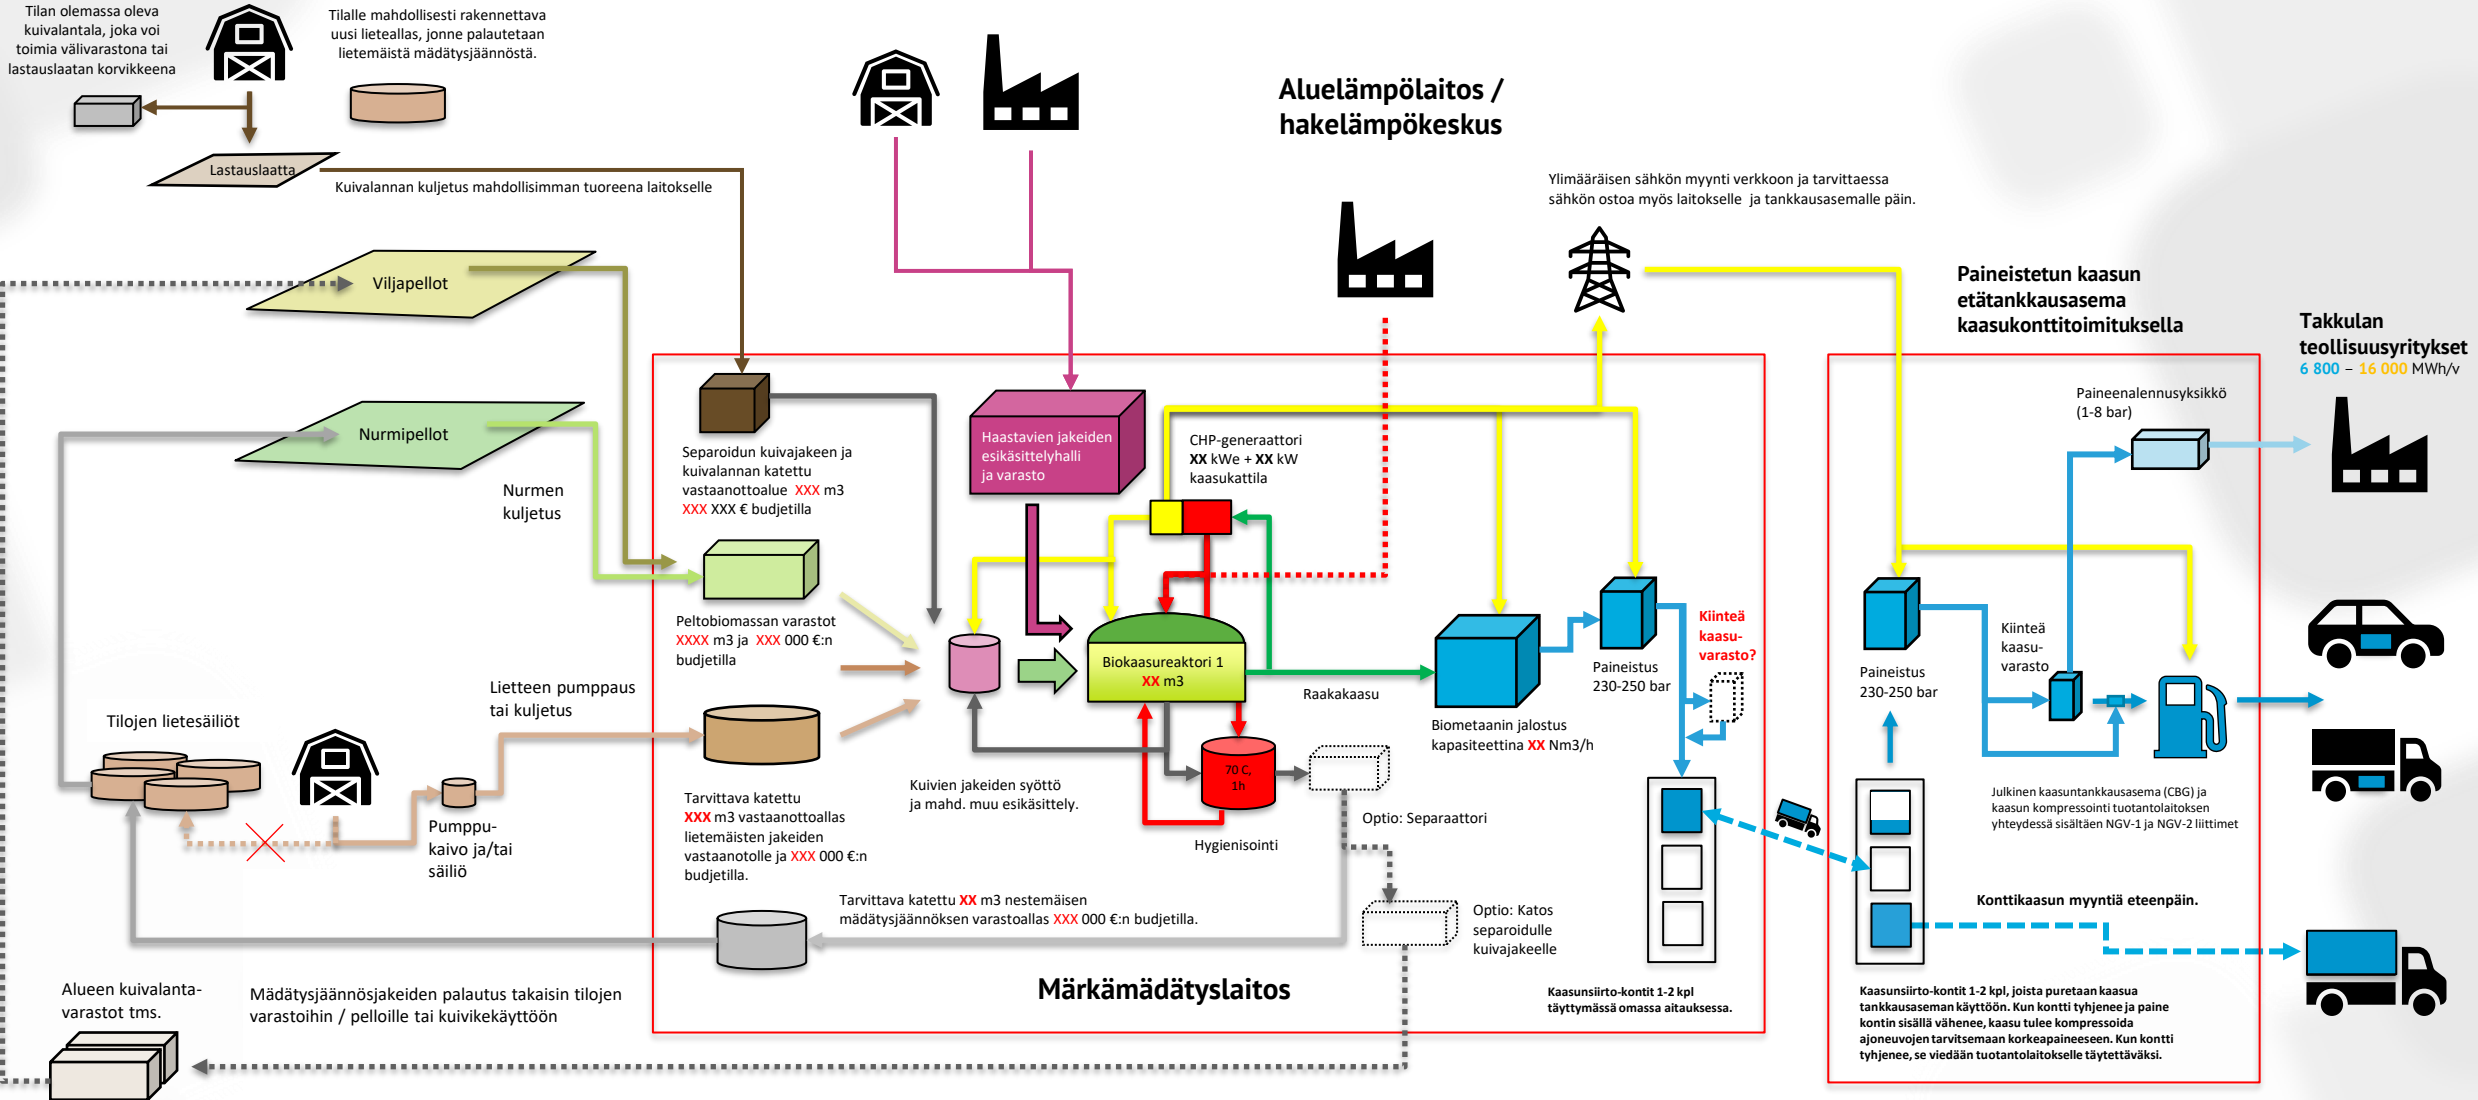 Tilan olemassa oleva
kuivalantala, joka voi
toimia välivarastona tai
lastauslaatan korvikkeena
Tilalle mahdollisesti rakennettava
uusi lieteallas, jonne palautetaan
lietemäistä mädätysjäännöstä.
Lastauslaatta
Kuivalannan kuljetus mahdollisimman tuoreena laitokselle
Aluelämpölaitos /
hakelämpökeskus
Ylimääräisen sähkön myynti verkkoon ja tarvittaessa
sähkön ostoa myös laitokselle ja tankkausasemalle päin.
Viljapellot
Nurmipellot
Nurmen
kuljetus
Paineistetun kaasun
etätankkausasema
kaasukonttitoimituksella
Takkulan
teollisuusyritykset
6 800 – 16 000 MWh/v
Paineenalennusyksikkö
(1-8 bar)
Separoidun kuivajakeen ja
kuivalannan katettu
vastaanottoalue XXX m3
XXX XXX € budjetilla
Haastavien jakeiden
esikäsittelyhalli
ja varasto
CHP-generaattori
XX kWe + XX kW
kaasukattila
Peltobiomassan varastot
XXXX m3 ja XXX 000 €:n
budjetilla
Biokaasureaktori 1
XX m3
Raakakaasu
Biometaanin jalostus
kapasiteettina XX Nm3/h
Paineistus
230-250 bar
Kiinteä
kaasu-
varasto?
Paineistus
230-250 bar
Kiinteä
kaasu-
varasto
Lietteen pumppaus
tai kuljetus
Tilojen lietesäiliöt
Pumppu-
kaivo ja/tai
säiliö
Tarvittava katettu
XXX m3 vastaanottoallas
lietemäisten jakeiden
vastaanotolle ja XXX 000 €:n
budjetilla.
Kuivien jakeiden syöttö
ja mahd. muu esikäsittely.
70 C,
1h
Hygienisointi
Optio: Separaattori
Julkinen kaasuntankkausasema (CBG) ja
kaasun kompressointi tuotantolaitoksen
yhteydessä sisältäen NGV-1 ja NGV-2 liittimet
Tarvittava katettu XX m3 nestemäisen
mädätysjäännöksen varastoallas XXX 000 €:n budjetilla.
Optio: Katos
separoidulle
kuivajakeelle
Konttikaasun myyntiä eteenpäin.
Alueen kuivalanta-
varastot tms.
Mädätysjäännösjakeiden palautus takaisin tilojen
varastoihin / pelloille tai kuivikekäyttöön
Märkämädätyslaitos
Kaasunsiirto-kontit 1-2 kpl
täyttymässä omassa aitauksessa.
Kaasunsiirto-kontit 1-2 kpl, joista puretaan kaasua
tankkausaseman käyttöön. Kun kontti tyhjenee ja paine
kontin sisällä vähenee, kaasu tulee kompressoida
ajoneuvojen tarvitsemaan korkeapaineeseen. Kun kontti
tyhjenee, se viedään tuotantolaitokselle täytettäväksi.